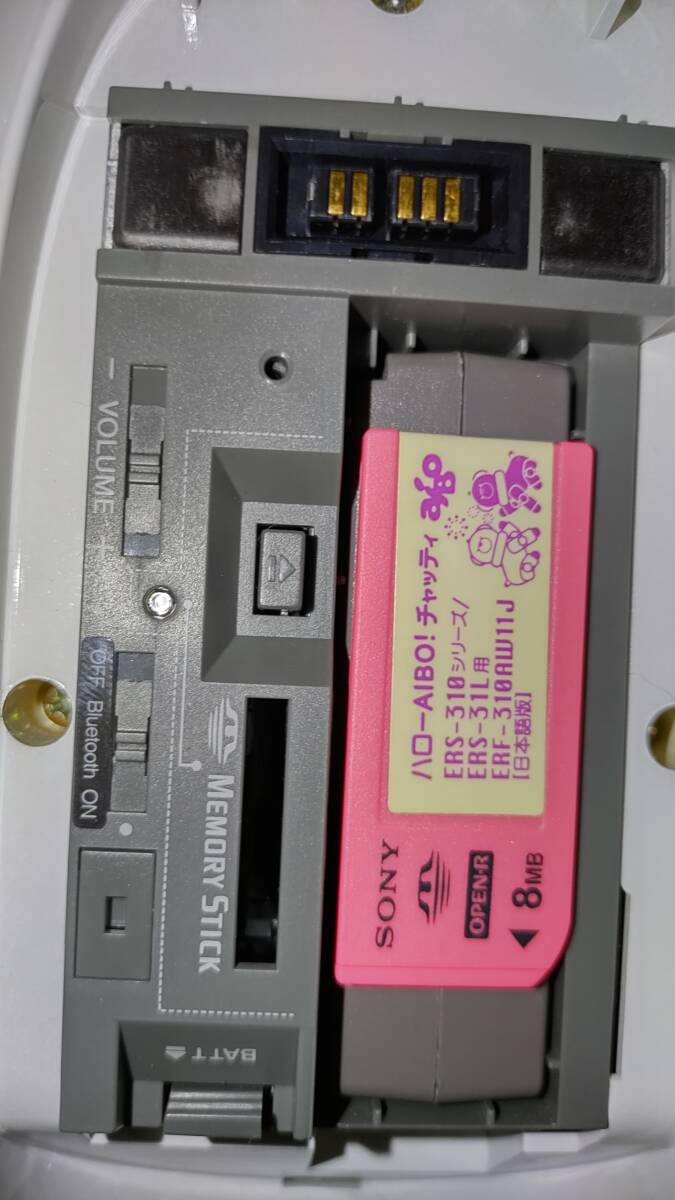 - VOLUME +
OFF Bluetooth ON
MEMORY STICK
BATT
aibo
ハローAIBO! チャッティ
ERS-310シリーズ/
ERS-31L用
ERF-310AW11J
[日本語版]
SONY
OPEN-R
8MB